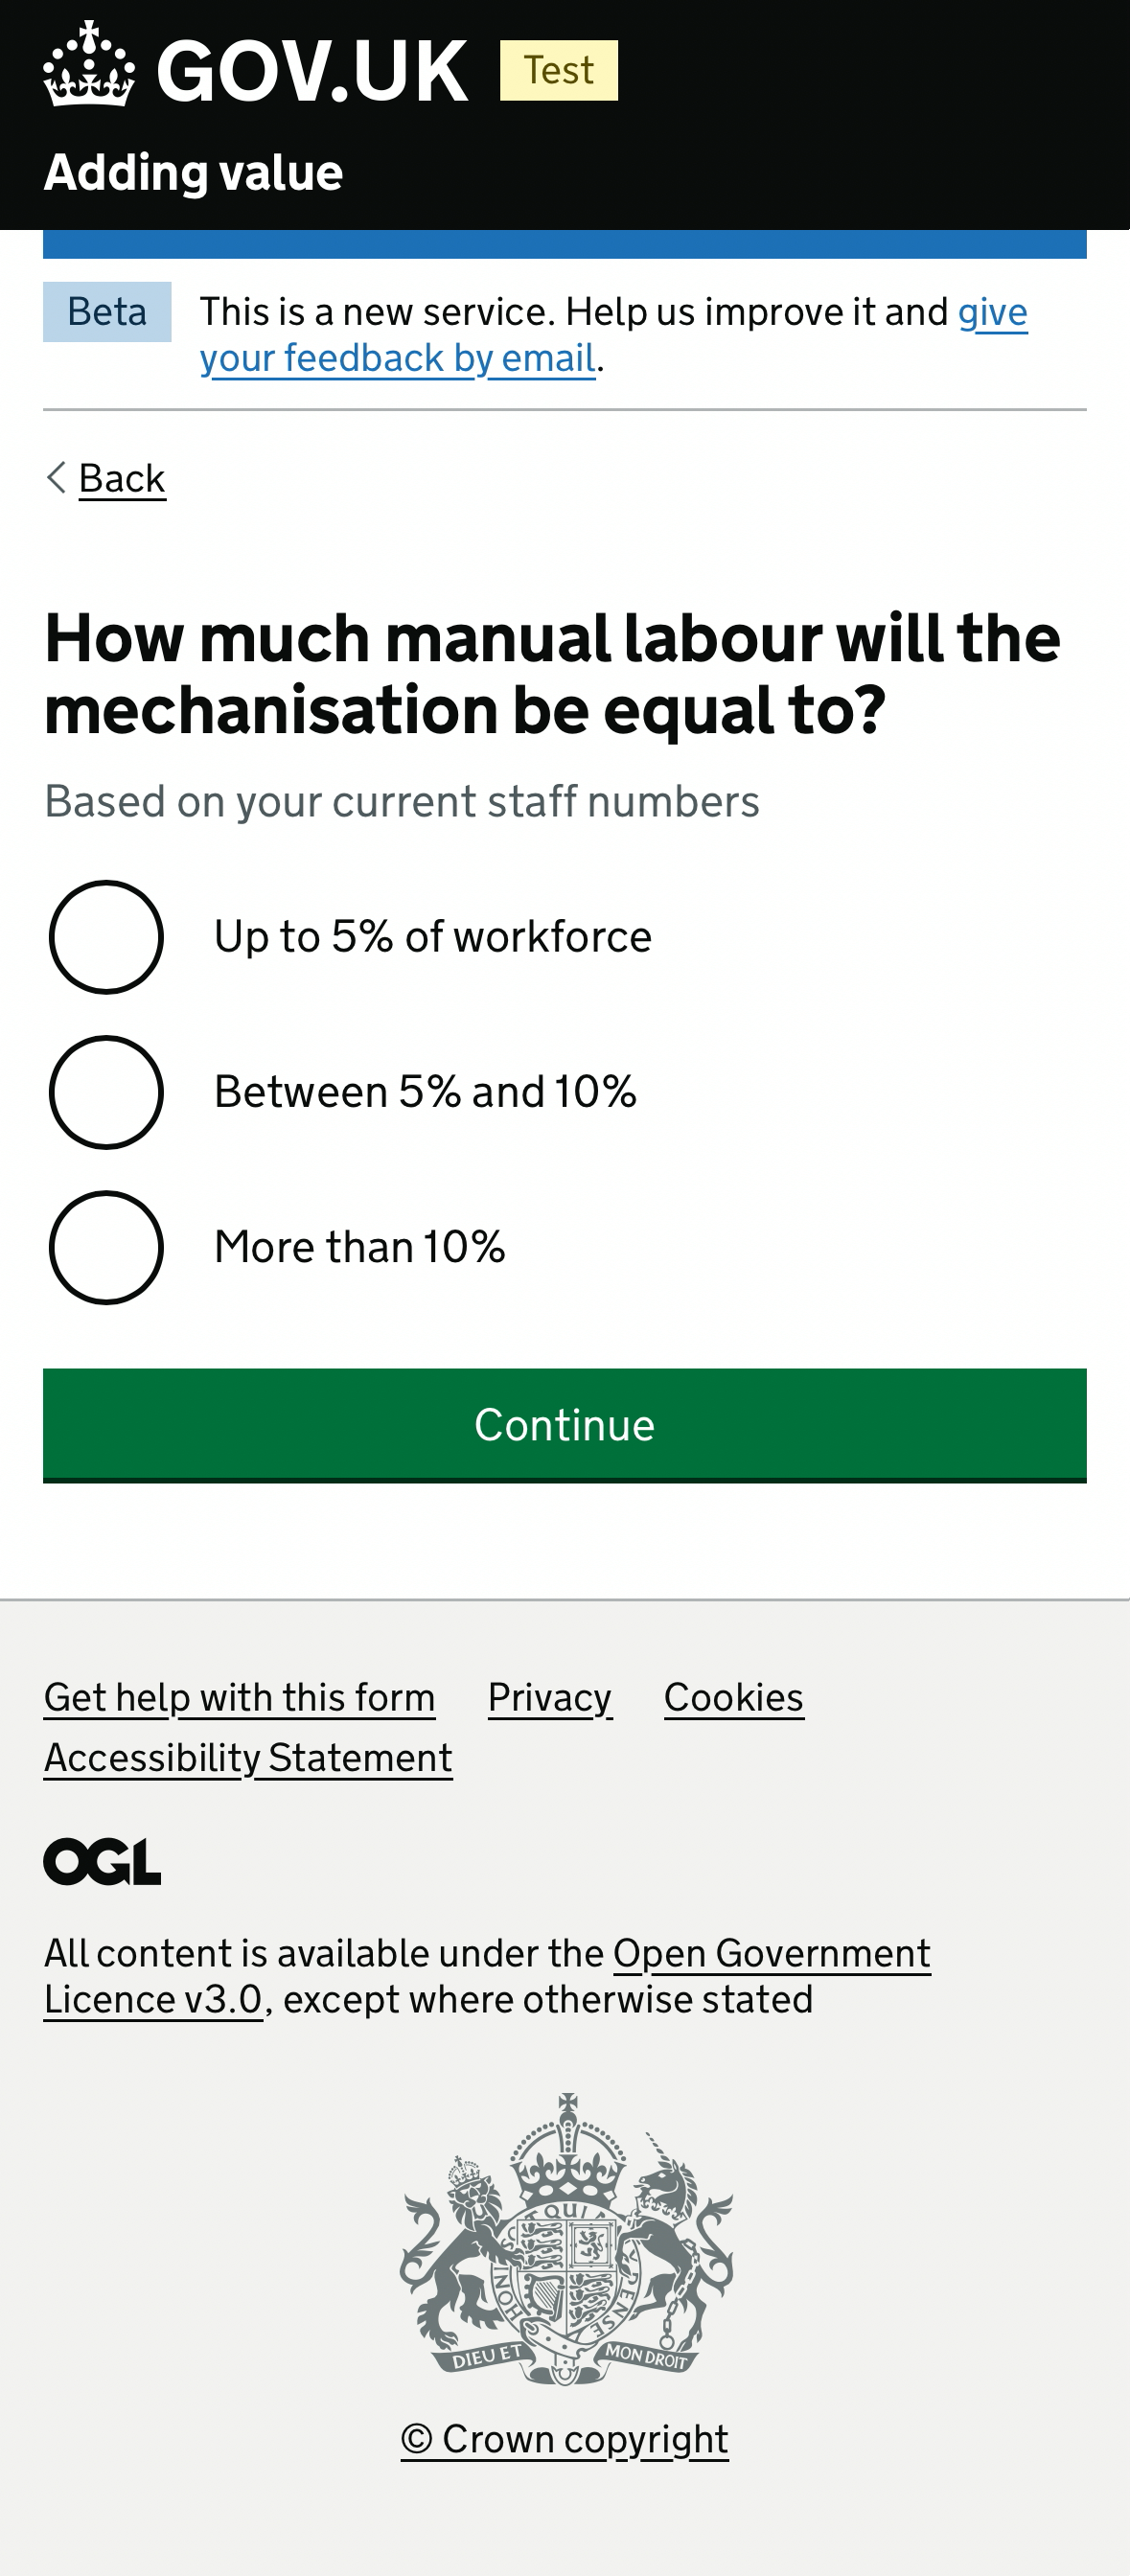 GOV.UK Test
Adding value
Beta This is a new service. Help us improve it and give
your feedback by email.
Back
How much manual labour will the
mechanisation be equal to?
Based on your current staff numbers
Up to 5% of workforce
Between 5% and 10%
More than 10%
Continue
Get help with this form Privacy Cookies
Accessibility Statement
OGL
All content is available under the Open Government
Licence v3.0, except where otherwise stated
DIEU ET MON DROIT
© Crown copyright